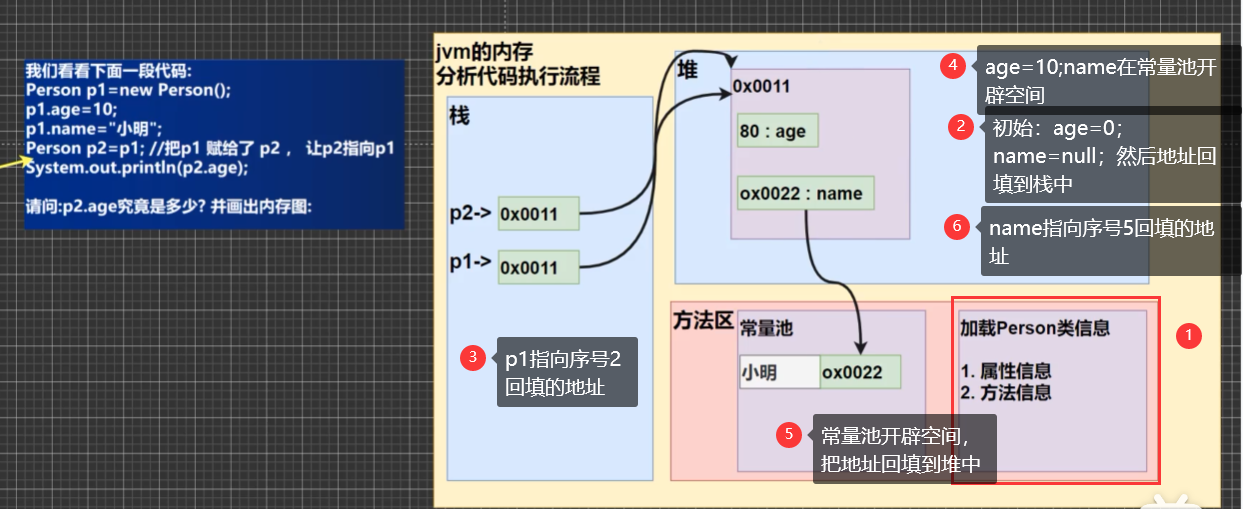 我们看看下面一段代码:
Person p1=new Person();
p1.age=10;
p1.name="小明";
Person p2=p1; //把p1 赋给了 p2 ， 让p2指向p1
System.out.println(p2.age);
请问:p2.age究竟是多少? 并画出内存图:
jvm的内存
分析代码执行流程
栈
p2->
0x0011
p1->
0x0011
3
p1指向序号2
回填的地址
堆
0x0011
80 : age
ox0022 : name
4
age=10;name在常量池开
辟空间
2
初始：age=0；
name=null；然后地址回
填到栈中
6
name指向序号5回填的地
址
方法区
常量池
小明
ox0022
5
常量池开辟空间，
把地址回填到堆中
加载Person类信息
1. 属性信息
2. 方法信息
1